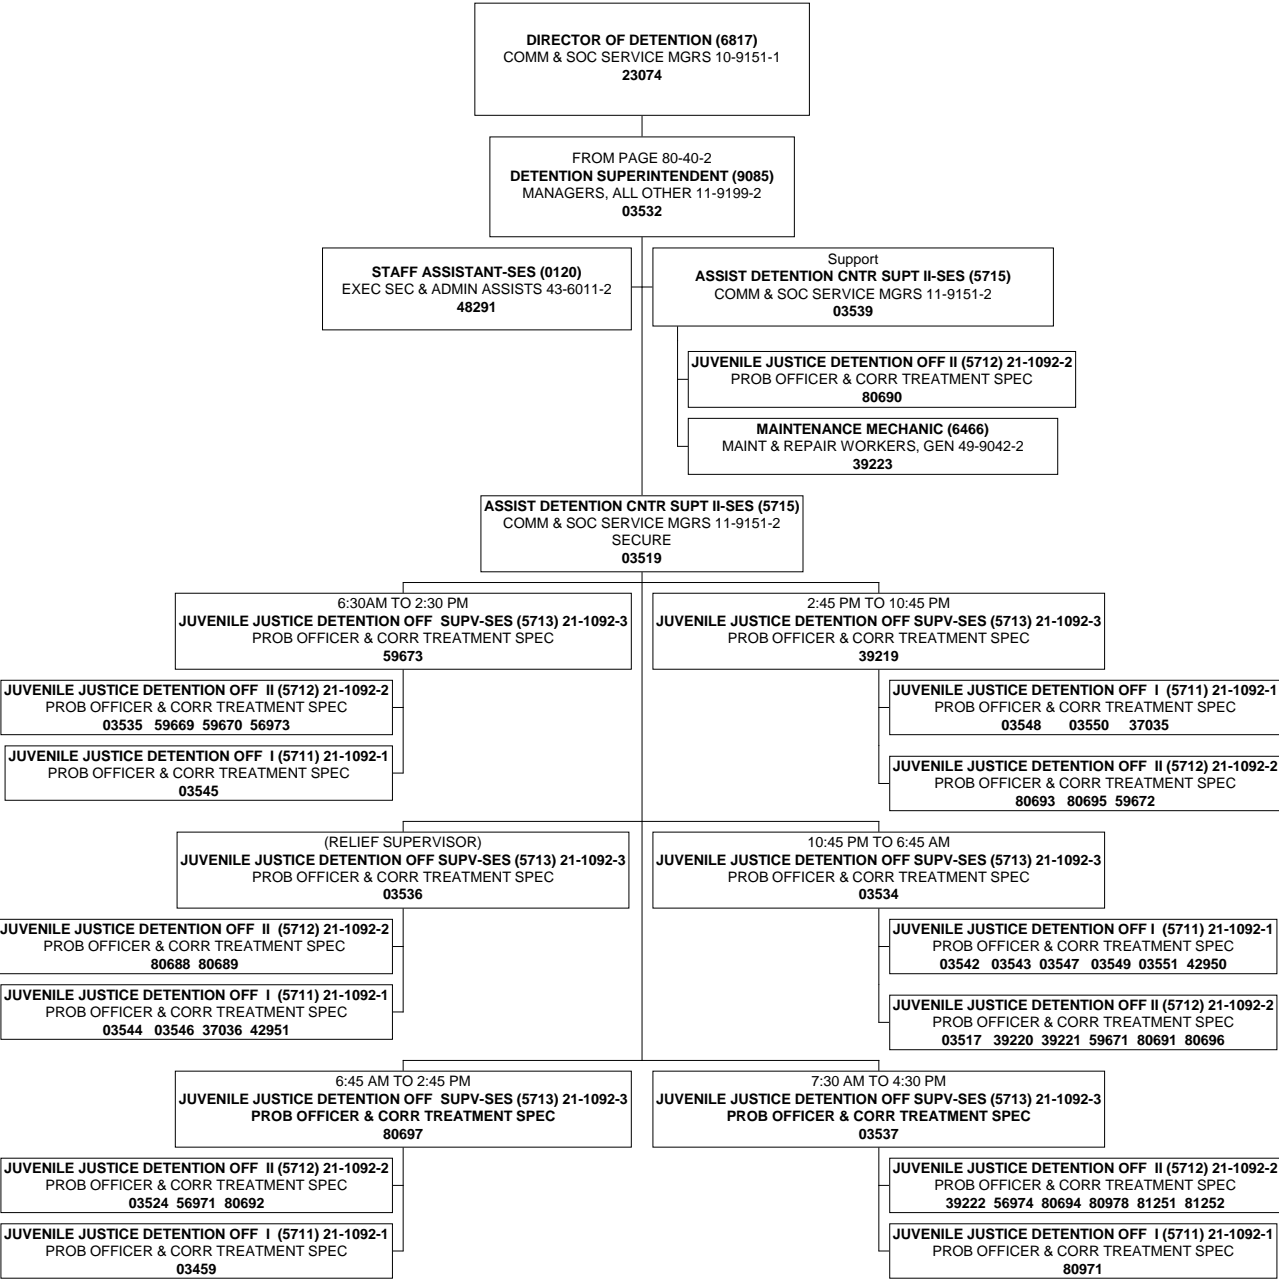 DIRECTOR OF DETENTION (6817)
COMM & SOC SERVICE MGRS 10-9151-1
23074
FROM PAGE 80-40-2
DETENTION SUPERINTENDENT (9085)
MANAGERS, ALL OTHER 11-9199-2
03532
STAFF ASSISTANT-SES (0120)
EXEC SEC & ADMIN ASSISTS 43-6011-2
48291
Support
ASSIST DETENTION CNTR SUPT II-SES (5715)
COMM & SOC SERVICE MGRS 11-9151-2
03539
JUVENILE JUSTICE DETENTION OFF II (5712) 21-1092-2
PROB OFFICER & CORR TREATMENT SPEC
80690
MAINTENANCE MECHANIC (6466)
MAINT & REPAIR WORKERS, GEN 49-9042-2
39223
ASSIST DETENTION CNTR SUPT II-SES (5715)
COMM & SOC SERVICE MGRS 11-9151-2
SECURE
03519
6:30AM TO 2:30 PM
JUVENILE JUSTICE DETENTION OFF SUPV-SES (5713) 21-1092-3
PROB OFFICER & CORR TREATMENT SPEC
59673
JUVENILE JUSTICE DETENTION OFF II (5712) 21-1092-2
PROB OFFICER & CORR TREATMENT SPEC
03535 59669 59670 56973
JUVENILE JUSTICE DETENTION OFF I (5711) 21-1092-1
PROB OFFICER & CORR TREATMENT SPEC
03545
2:45 PM TO 10:45 PM
JUVENILE JUSTICE DETENTION OFF SUPV-SES (5713) 21-1092-3
PROB OFFICER & CORR TREATMENT SPEC
39219
JUVENILE JUSTICE DETENTION OFF I (5711) 21-1092-1
PROB OFFICER & CORR TREATMENT SPEC
03548 03550 37035
JUVENILE JUSTICE DETENTION OFF II (5712) 21-1092-2
PROB OFFICER & CORR TREATMENT SPEC
80693 80695 59672
(RELIEF SUPERVISOR)
JUVENILE JUSTICE DETENTION OFF SUPV-SES (5713) 21-1092-3
PROB OFFICER & CORR TREATMENT SPEC
03536
JUVENILE JUSTICE DETENTION OFF II (5712) 21-1092-2
PROB OFFICER & CORR TREATMENT SPEC
80688 80689
JUVENILE JUSTICE DETENTION OFF I (5711) 21-1092-1
PROB OFFICER & CORR TREATMENT SPEC
03544 03546 37036 42951
10:45 PM TO 6:45 AM
JUVENILE JUSTICE DETENTION OFF SUPV-SES (5713) 21-1092-3
PROB OFFICER & CORR TREATMENT SPEC
03534
JUVENILE JUSTICE DETENTION OFF I (5711) 21-1092-1
PROB OFFICER & CORR TREATMENT SPEC
03542 03543 03547 03549 03551 42950
JUVENILE JUSTICE DETENTION OFF II (5712) 21-1092-2
PROB OFFICER & CORR TREATMENT SPEC
03517 39220 39221 59671 80691 80696
6:45 AM TO 2:45 PM
JUVENILE JUSTICE DETENTION OFF SUPV-SES (5713) 21-1092-3
PROB OFFICER & CORR TREATMENT SPEC
80697
JUVENILE JUSTICE DETENTION OFF II (5712) 21-1092-2
PROB OFFICER & CORR TREATMENT SPEC
03524 56971 80692
JUVENILE JUSTICE DETENTION OFF I (5711) 21-1092-1
PROB OFFICER & CORR TREATMENT SPEC
03459
7:30 AM TO 4:30 PM
JUVENILE JUSTICE DETENTION OFF SUPV-SES (5713) 21-1092-3
PROB OFFICER & CORR TREATMENT SPEC
03537
JUVENILE JUSTICE DETENTION OFF II (5712) 21-1092-2
PROB OFFICER & CORR TREATMENT SPEC
39222 56974 80694 80978 81251 81252
JUVENILE JUSTICE DETENTION OFF I (5711) 21-1092-1
PROB OFFICER & CORR TREATMENT SPEC
80971